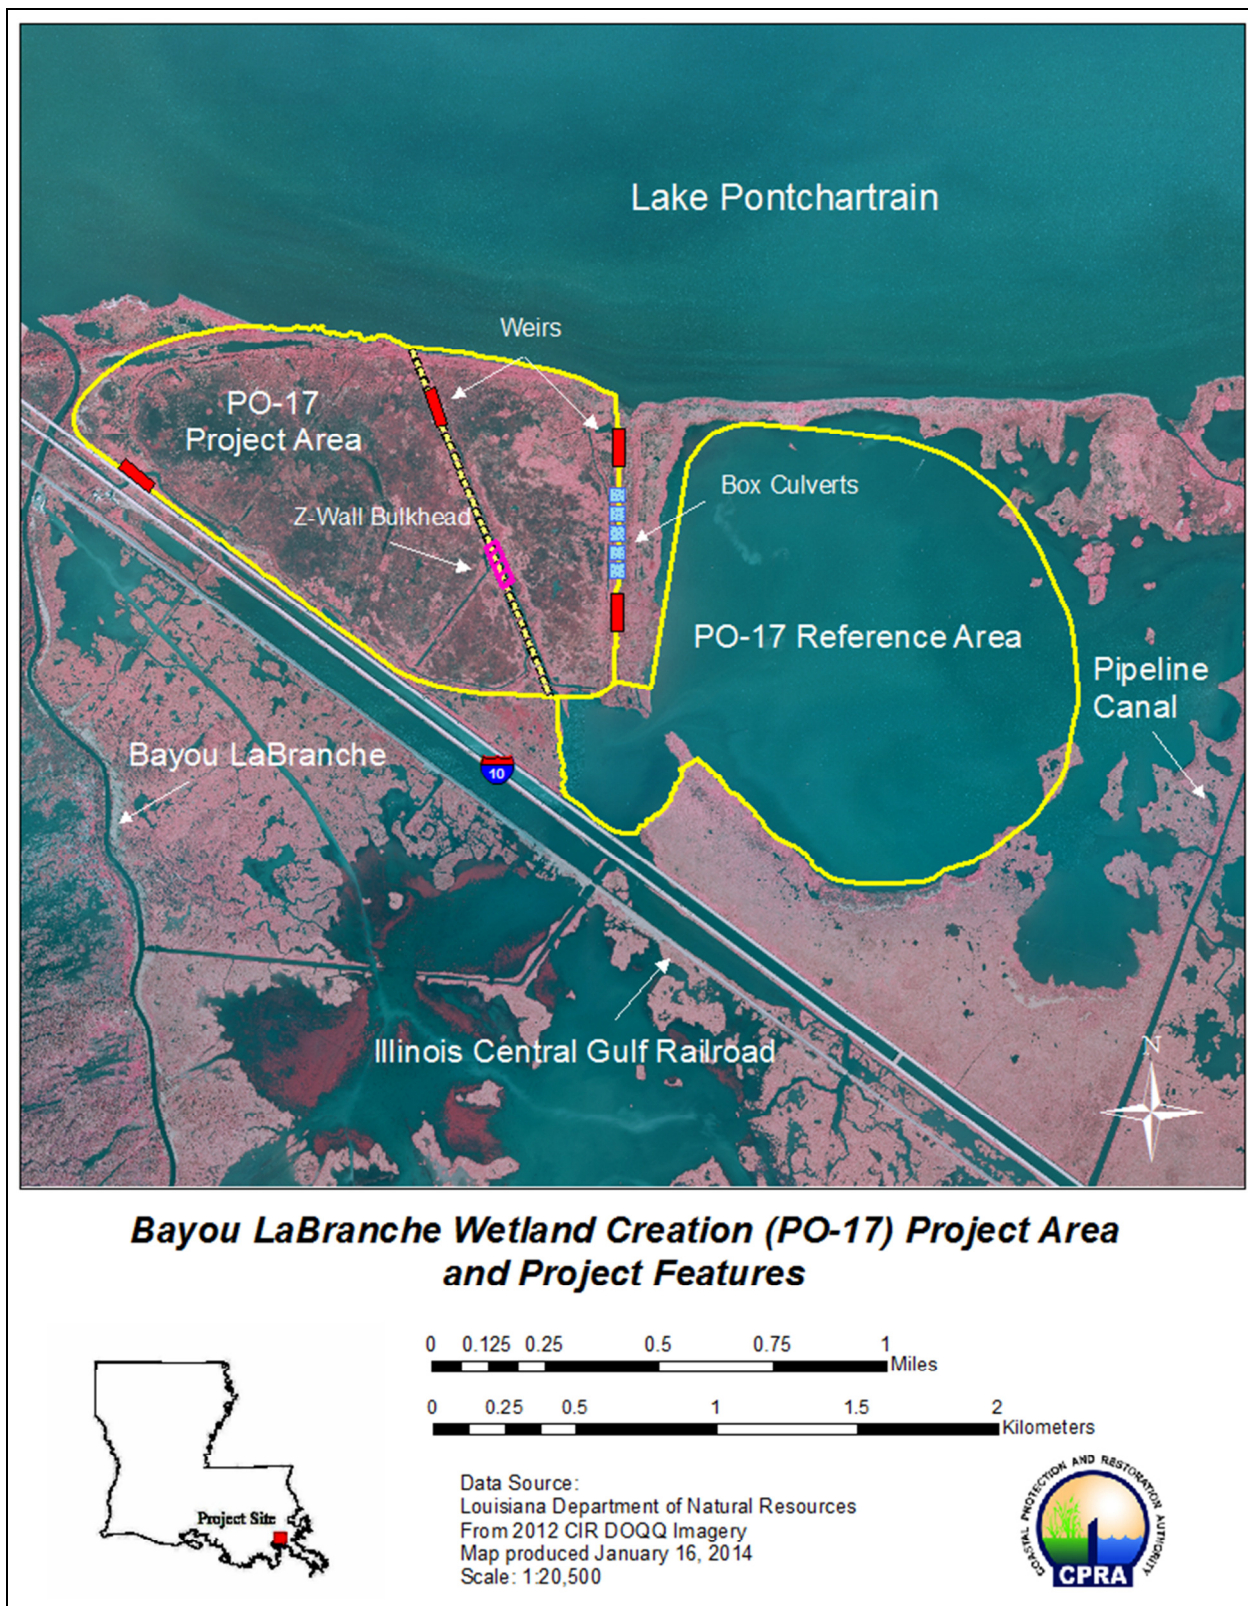 Lake Pontchartrain
Weirs
PO-17
Project Area
Box Culverts
Z-Wall Bulkhead
PO-17 Reference Area
Pipeline
Canal
Bayou LaBranche
10
Illinois Central Gulf Railroad
N
Bayou LaBranche Wetland Creation (PO-17) Project Area
and Project Features
0 0.125 0.25 0.5 0.75 1
Miles
0 0.25 0.5 1 1.5 2
Kilometers
Project Site
Data Source:
Louisiana Department of Natural Resources
From 2012 CIR DOQQ Imagery
Map produced January 16, 2014
Scale: 1:20,500
COASTAL PROTECTION AND RESTORATION AUTHORITY
CPRA